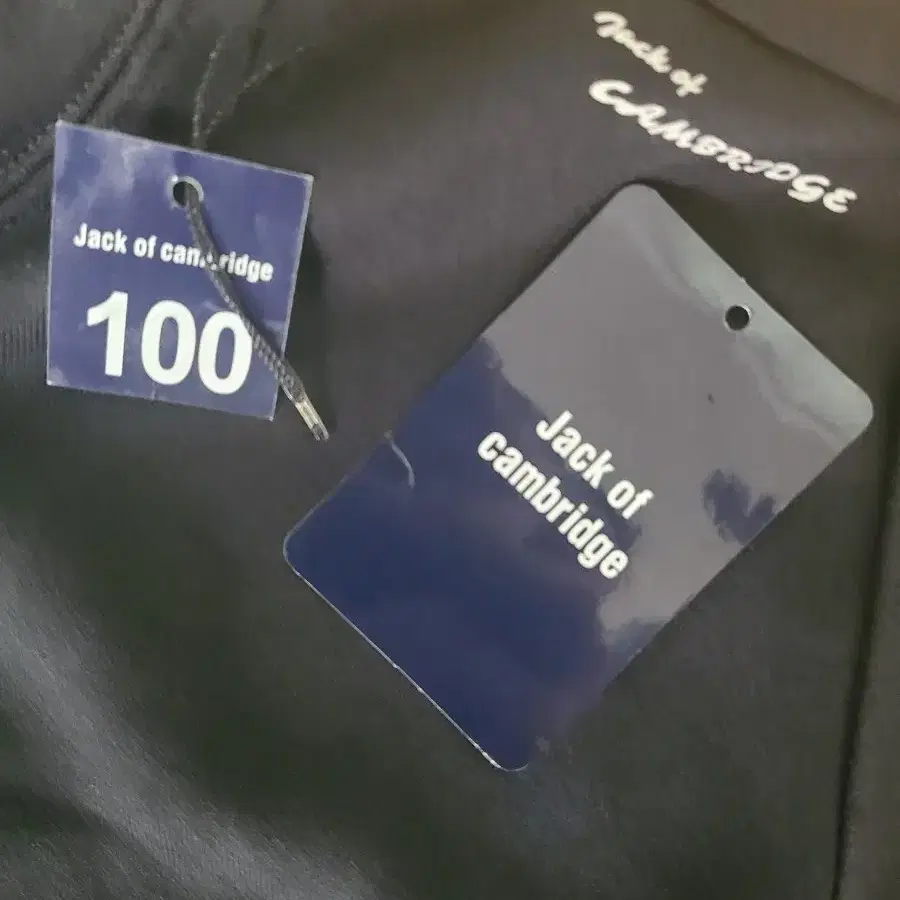 Jack of
CAMBRIDGE
Jack of cambridge
100
Jack of
cambridge